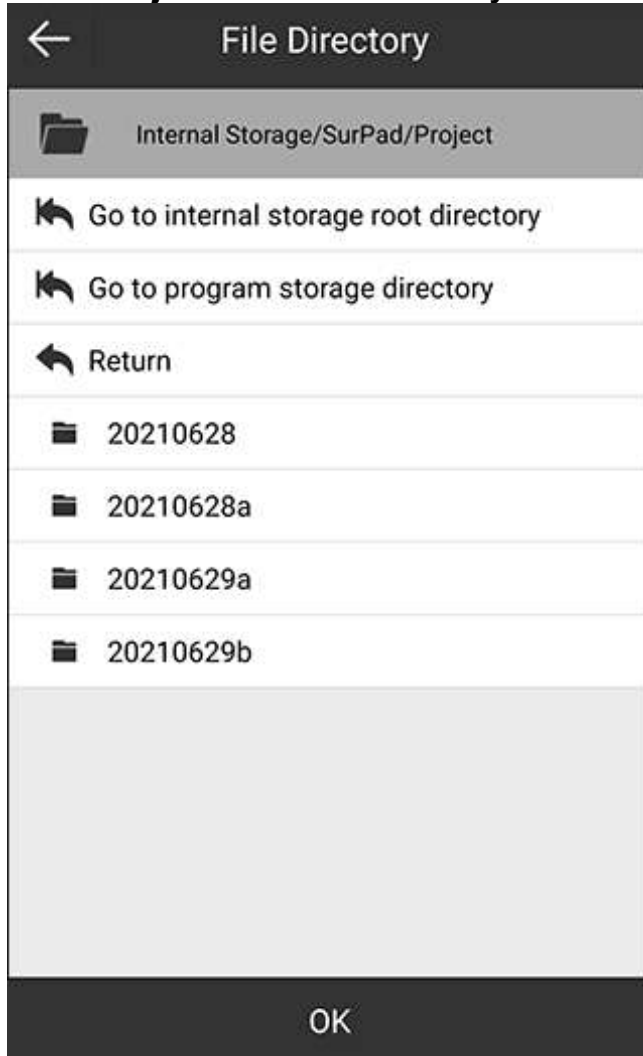 File Directory
Internal Storage/SurPad/Project
Go to internal storage root directory
Go to program storage directory
Return
20210628
20210628a
20210629a
20210629b
OK